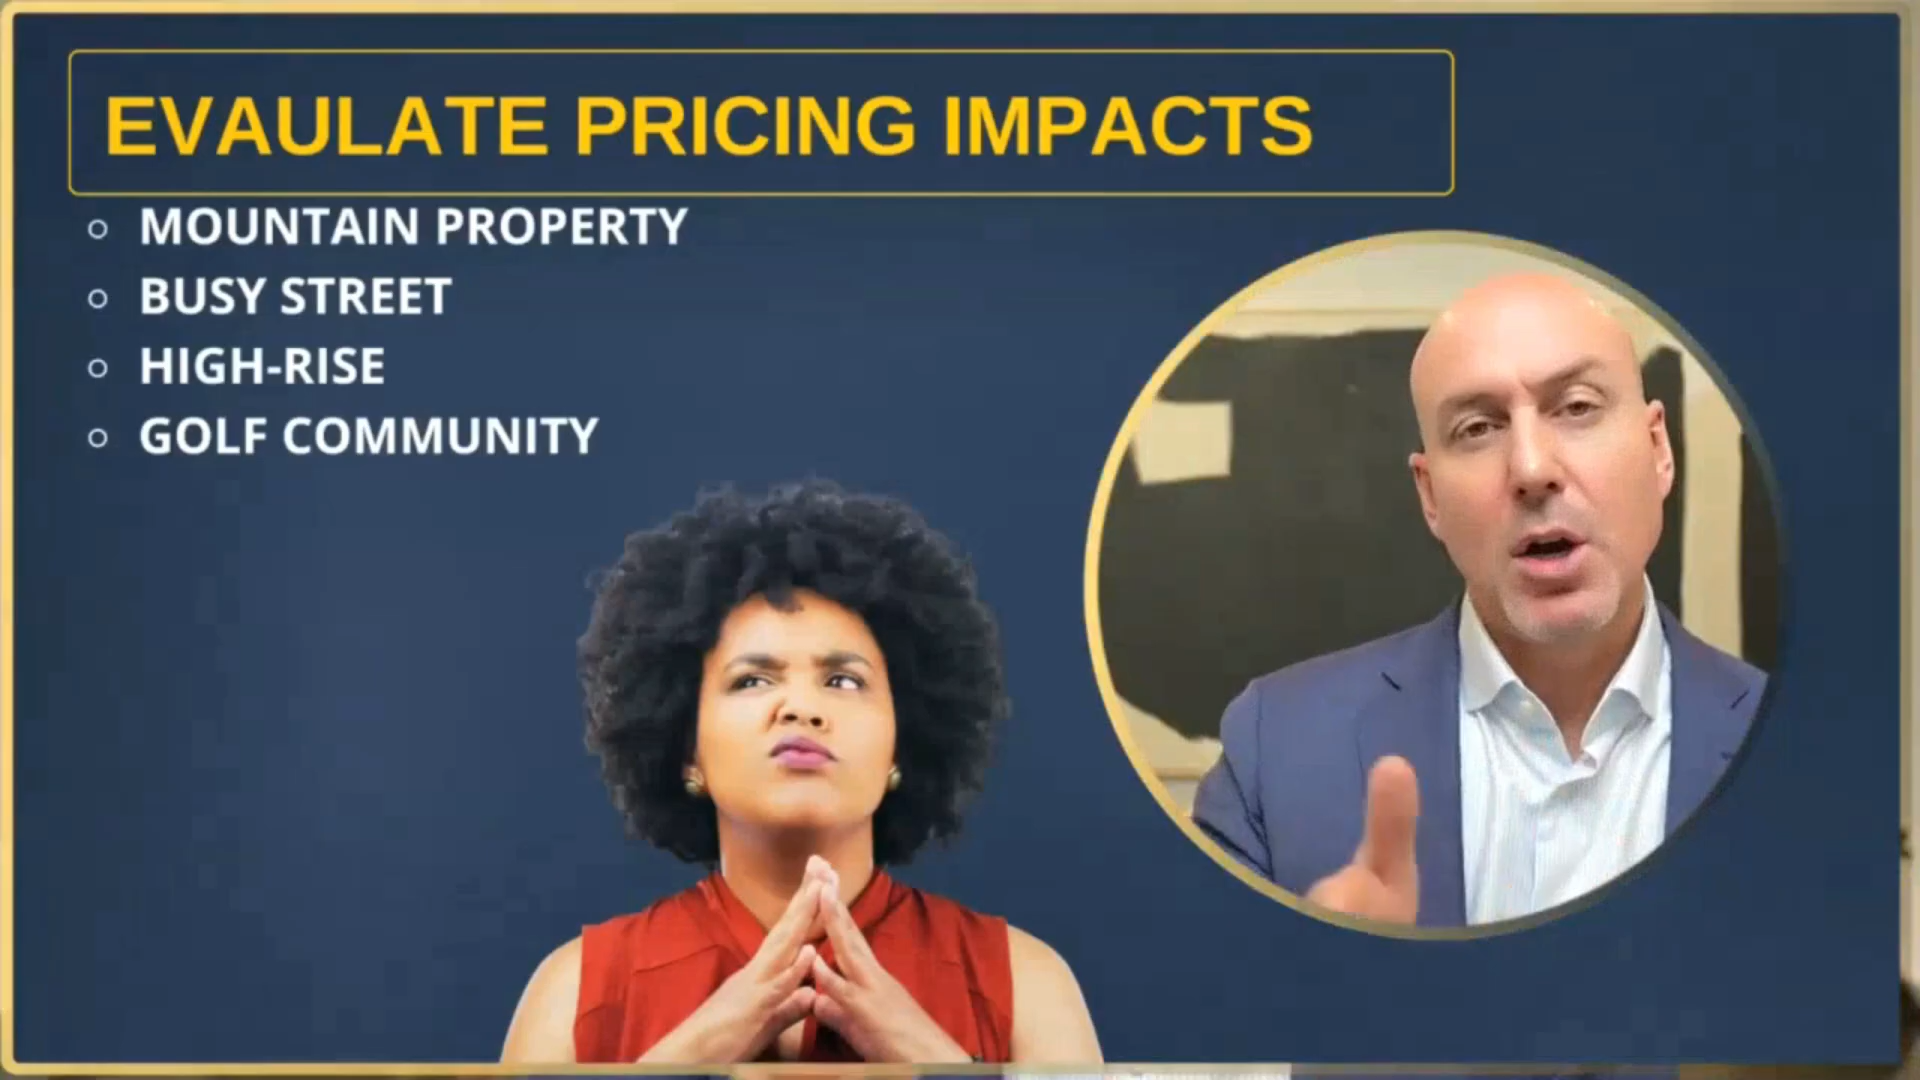 EVAULATE PRICING IMPACTS
MOUNTAIN PROPERTY
BUSY STREET
HIGH-RISE
GOLF COMMUNITY